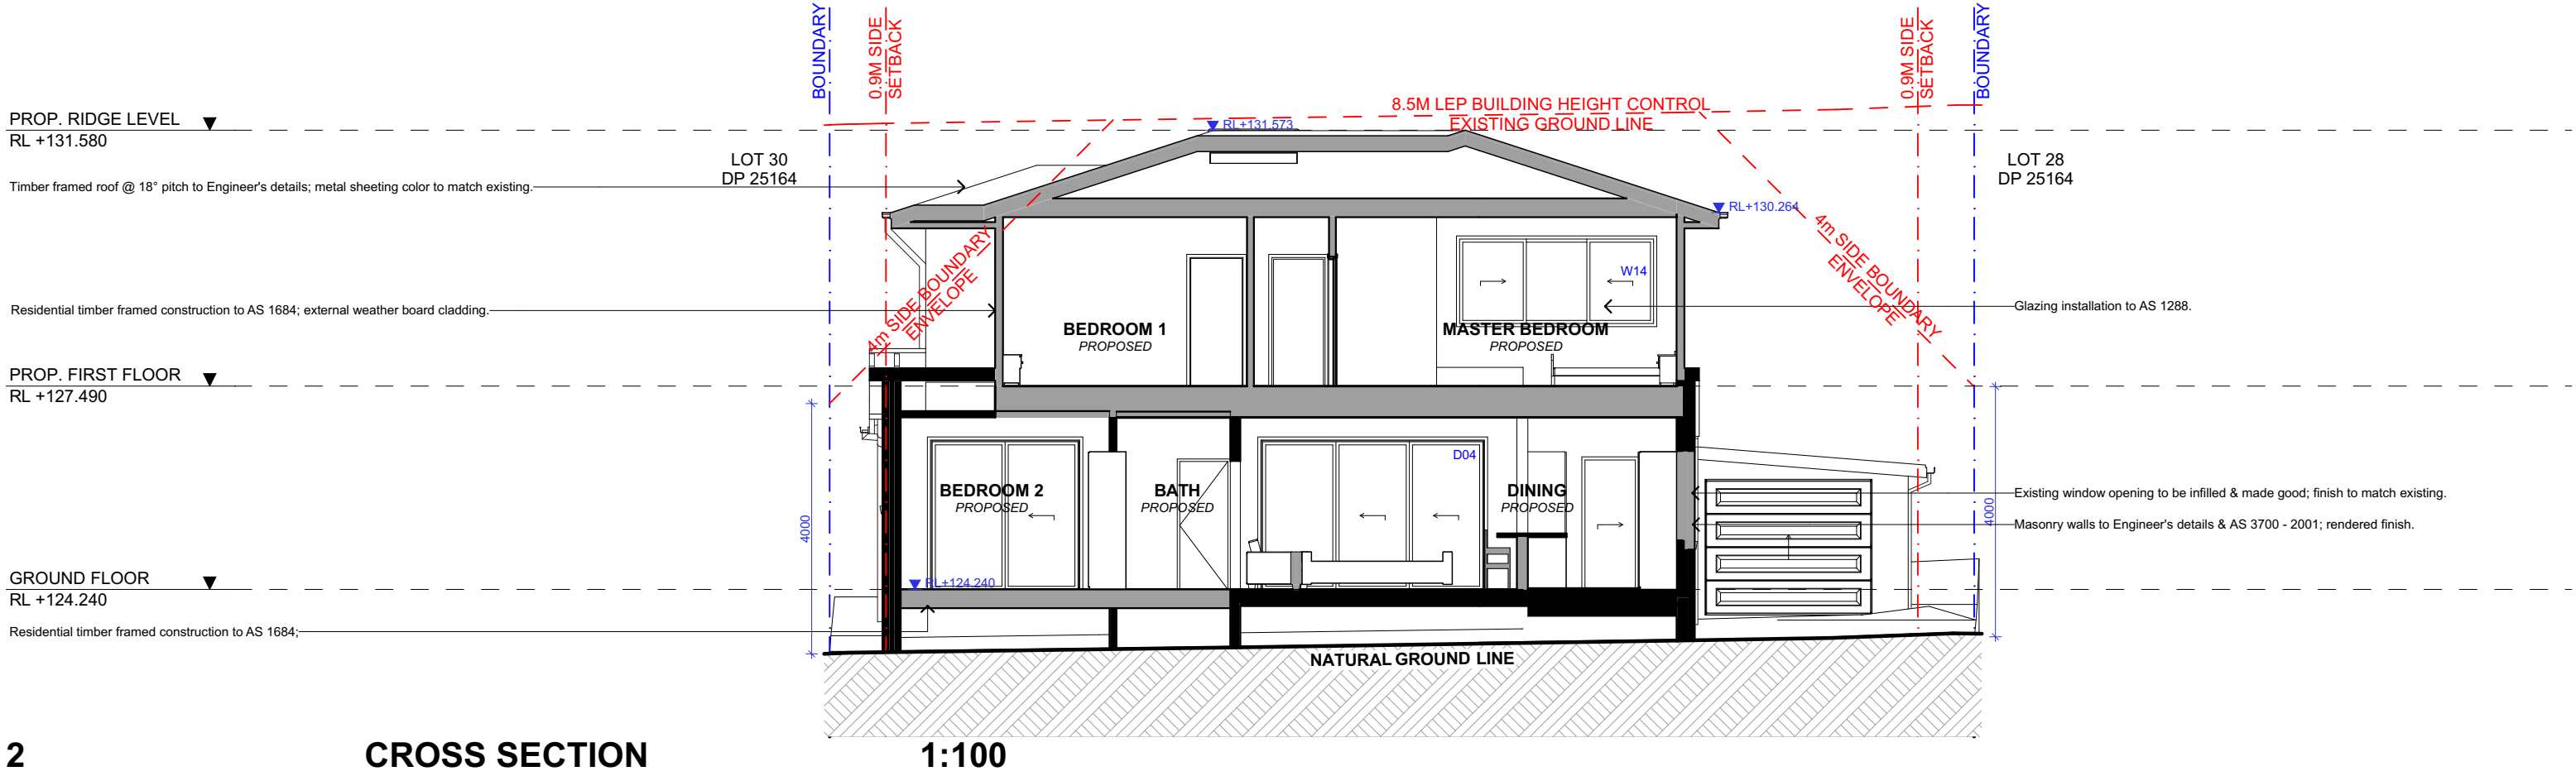 BOUNDARY
0.9M SIDE
SETBACK
0.9M SIDE
SETBACK
BOUNDARY
8.5M LEP BUILDING HEIGHT CONTROL
EXISTING GROUND LINE
PROP. RIDGE LEVEL
RL +131.580
RL+131.573
LOT 30
DP 25164
LOT 28
DP 25164
Timber framed roof @ 18° pitch to Engineer's details; metal sheeting color to match existing.
RL+130.264
4m SIDE BOUNDARY
ENVELOPE
4m SIDE BOUNDARY
ENVELOPE
W14
Residential timber framed construction to AS 1684; external weather board cladding.
Glazing installation to AS 1288.
BEDROOM 1
PROPOSED
MASTER BEDROOM
PROPOSED
PROP. FIRST FLOOR
RL +127.490
D04
BEDROOM 2
PROPOSED
BATH
PROPOSED
DINING
PROPOSED
Existing window opening to be infilled & made good; finish to match existing.
Masonry walls to Engineer's details & AS 3700 - 2001; rendered finish.
4000
4000
GROUND FLOOR
RL +124.240
RL+124.240
Residential timber framed construction to AS 1684;
NATURAL GROUND LINE
2
CROSS SECTION
1:100